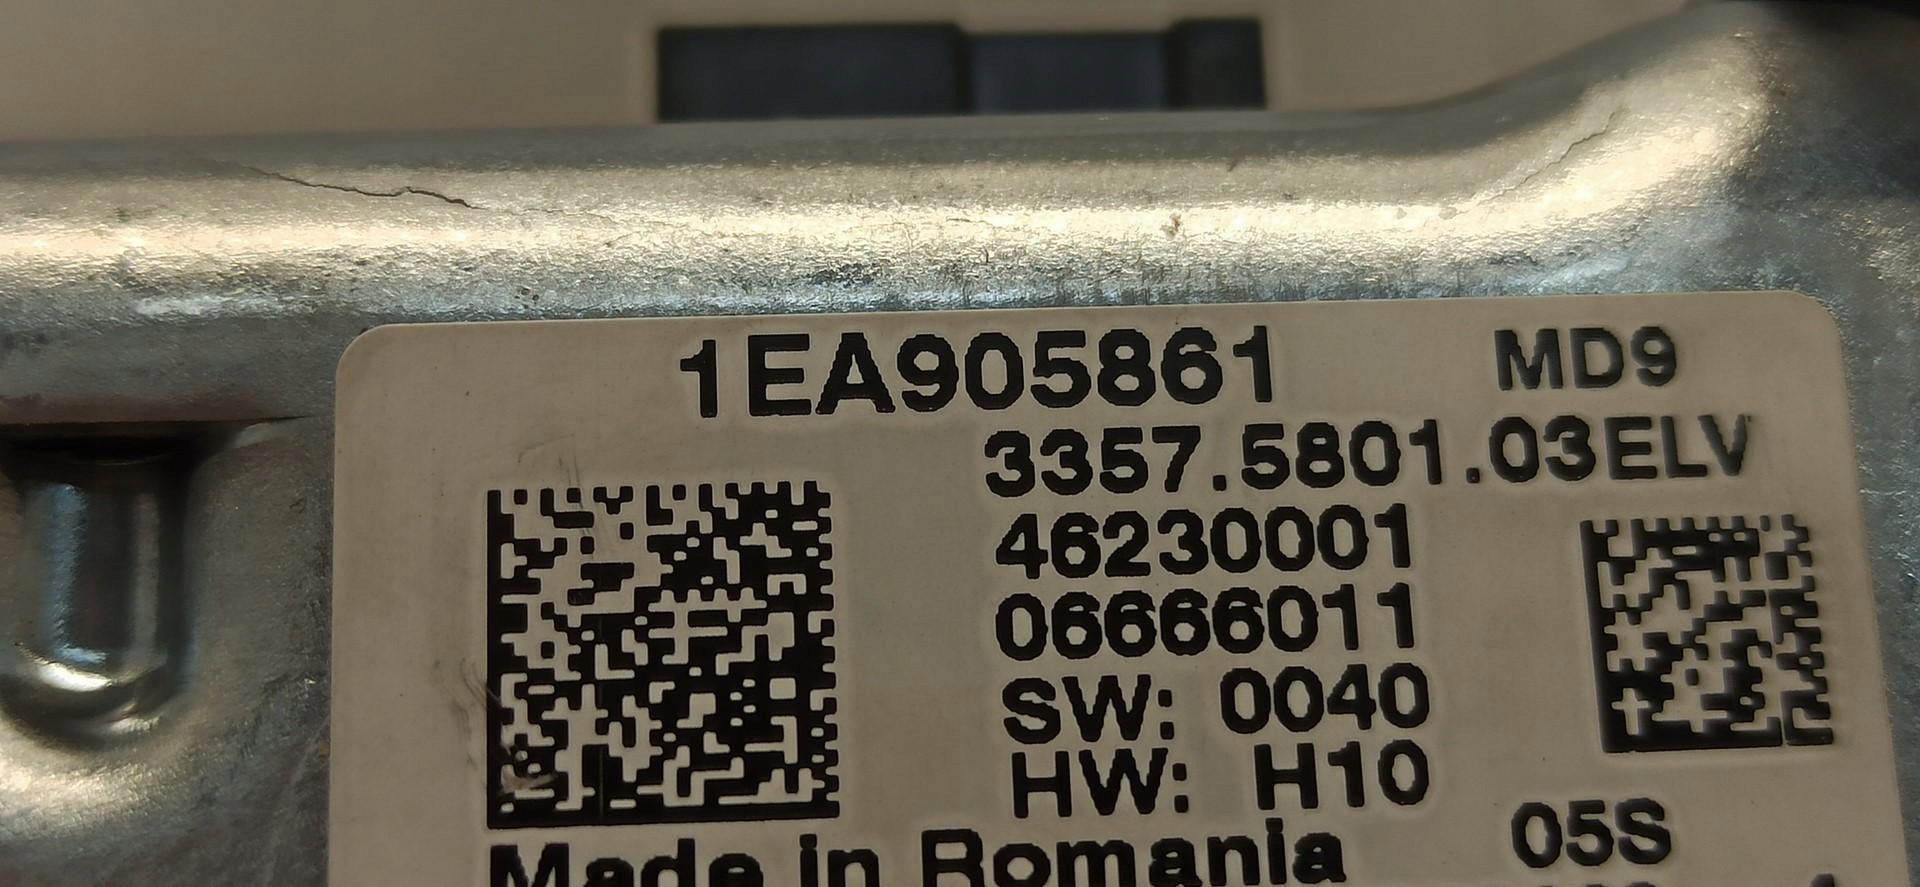 1EA905861 MD9
3357.5801.03ELV
46230001
06666011
SW: 0040
HW: H10
05S
Made in Romania